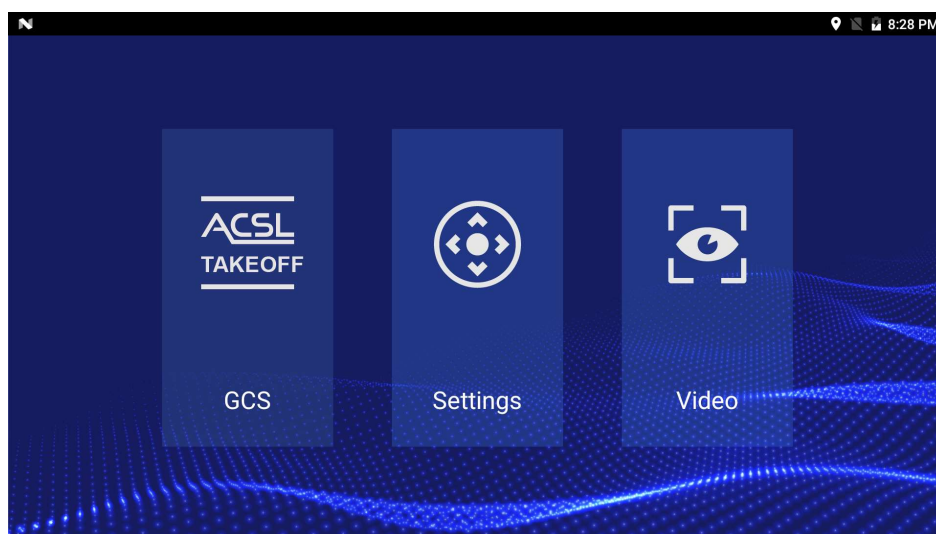 8:28 PM
ACSL
TAKEOFF
GCS
Settings
Video